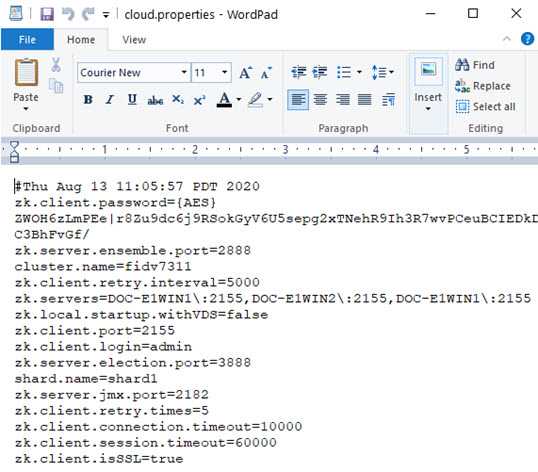 cloud.properties - WordPad
File
Home
View
Courier New
11
Paste
B I U abc X₂ X² A
Find
Replace
Select all
Insert
Clipboard
Font
Paragraph
Editing
1 2 3 4 5
#Thu Aug 13 11:05:57 PDT 2020
zk.client.password={AES}
ZWOH6zLmPEe|r8Zu9dc6j9RSokGyV6U5sepg2xTNehR9Ih3R7wvPCeuBCIEDkD
C3BhFvGf/
zk.server.ensemble.port=2888
cluster.name=fidv7311
zk.client.retry.interval=5000
zk.servers=DOC-E1WIN1\:2155,DOC-E1WIN2\:2155,DOC-E1WIN1\:2155
zk.local.startup.withVDS=false
zk.client.port=2155
zk.client.login=admin
zk.server.election.port=3888
shard.name=shard1
zk.server.jmx.port=2182
zk.client.retry.times=5
zk.client.connection.timeout=10000
zk.client.session.timeout=60000
zk.client.isSSL=true